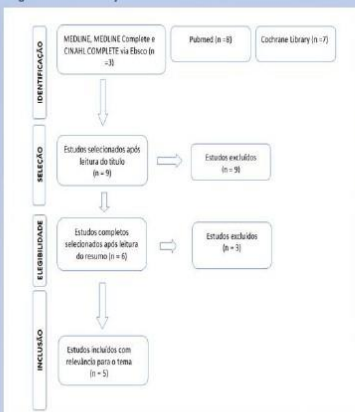 MEDLINE, MEDLINE Complete e
CINAHL COMPLETE via Ebsco (n
=3)
Pubmed (n =8)
Cochrane Library (n =7)
IDENTIFICAÇÃO
Estudos selecionados após
leitura do título
(n = 9)
Estudos excluídos
(n = 9)
SELEÇÃO
Estudos completos
selecionados após leitura
do resumo (n = 6)
Estudos excluídos
(n = 3)
ELEGIBILIDADE
Estudos incluídos com
relevância para o tema
(n = 5)
INCLUSÃO